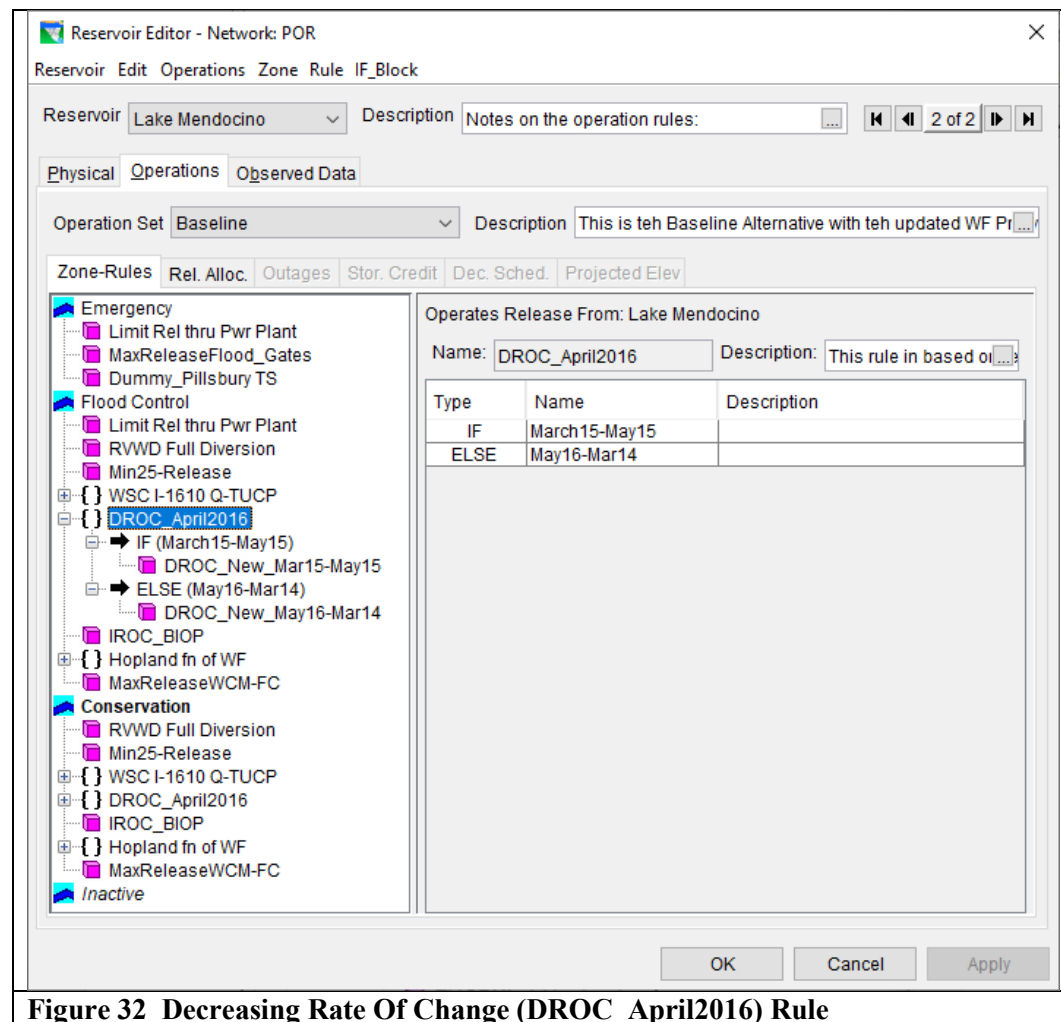 Reservoir Editor - Network: POR
Reservoir Edit Operations Zone Rule IF_Block
Reservoir Lake Mendocino Description Notes on the operation rules: ... 2 of 2
Physical Operations Observed Data
Operation Set Baseline Description This is teh Baseline Alternative with teh updated WF Pr ...
Zone-Rules Rel. Alloc. Outages Stor. Credit Dec. Sched. Projected Elev
Emergency
Limit Rel thru Pwr Plant
MaxReleaseFlood_Gates
Dummy_Pillsbury TS
Flood Control
Limit Rel thru Pwr Plant
RVWD Full Diversion
Min25-Release
{ } WSC I-1610 Q-TUCP
{ } DROC_April2016
IF (March15-May15)
DROC_New_Mar15-May15
ELSE (May16-Mar14)
DROC_New_May16-Mar14
IROC_BIOP
{ } Hopland fn of WF
MaxReleaseWCM-FC
Conservation
RVWD Full Diversion
Min25-Release
{ } WSC I-1610 Q-TUCP
{ } DROC_April2016
IROC_BIOP
{ } Hopland fn of WF
MaxReleaseWCM-FC
Inactive
Operates Release From: Lake Mendocino
Name: DROC_April2016 Description: This rule in based on ...
Type Name Description
IF March15-May15
ELSE May16-Mar14
OK Cancel Apply
Figure 32 Decreasing Rate Of Change (DROC_April2016) Rule